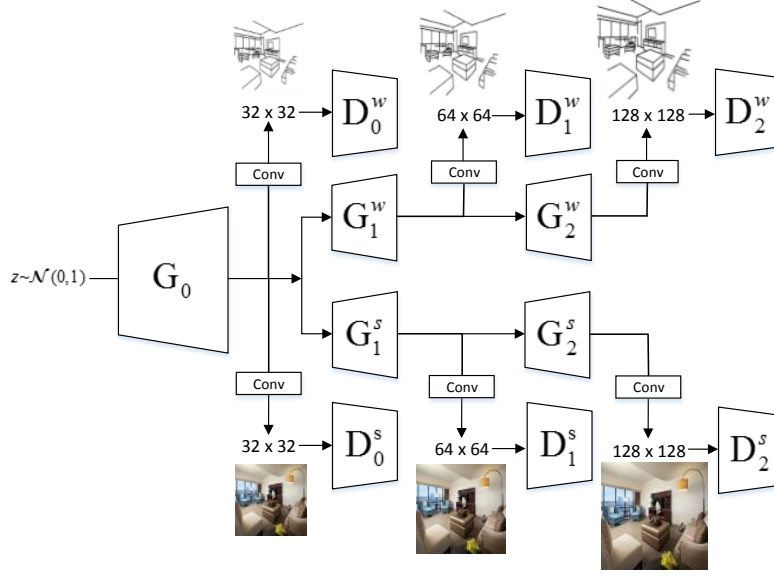 32 x 32
D₀ʷ
64 x 64
D₁ʷ
128 x 128
D₂ʷ
Conv
Conv
Conv
G₁ʷ
G₂ʷ
z~𝒩(0,1)
G₀
G₁ˢ
G₂ˢ
Conv
Conv
Conv
32 x 32
D₀ˢ
64 x 64
D₁ˢ
128 x 128
D₂ˢ